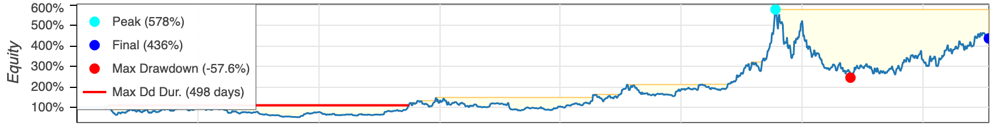 Equity
600%
500%
400%
300%
200%
100%
Peak (578%)
Final (436%)
Max Drawdown (-57.6%)
Max Dd Dur. (498 days)